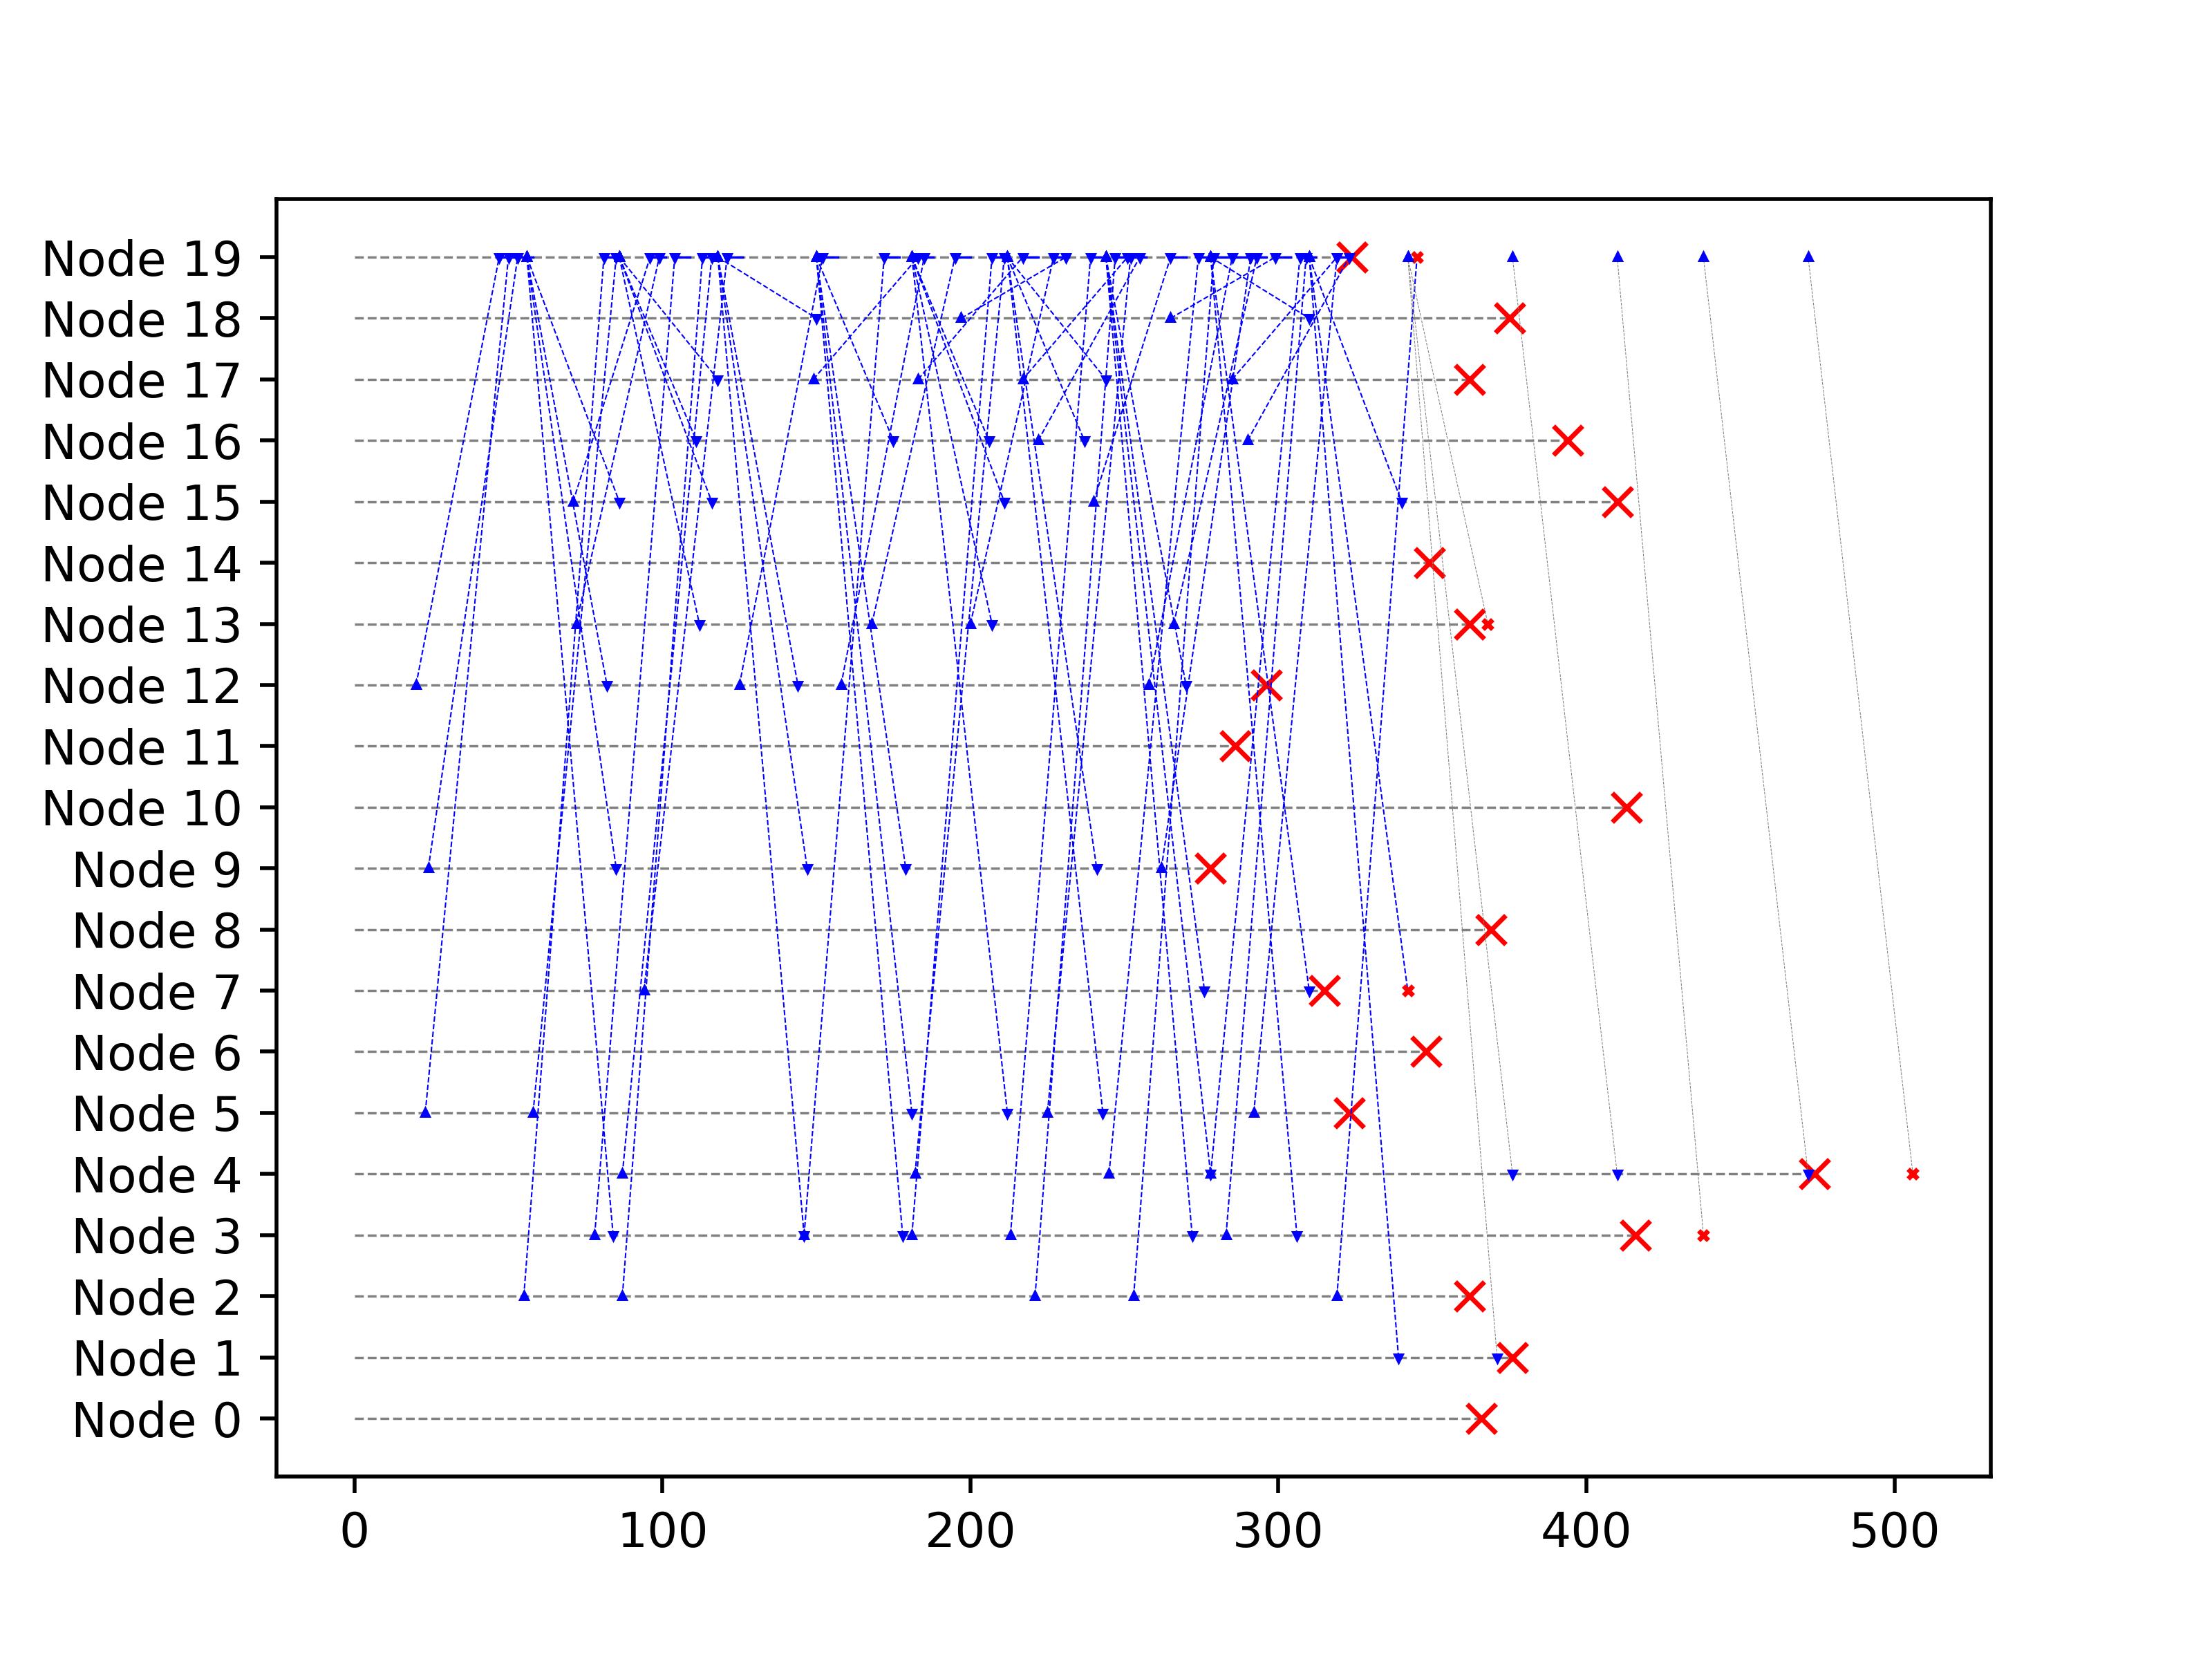 Node 19
Node 18
Node 17
Node 16
Node 15
Node 14
Node 13
Node 12
Node 11
Node 10
Node 9
Node 8
Node 7
Node 6
Node 5
Node 4
Node 3
Node 2
Node 1
Node 0
0 100 200 300 400 500